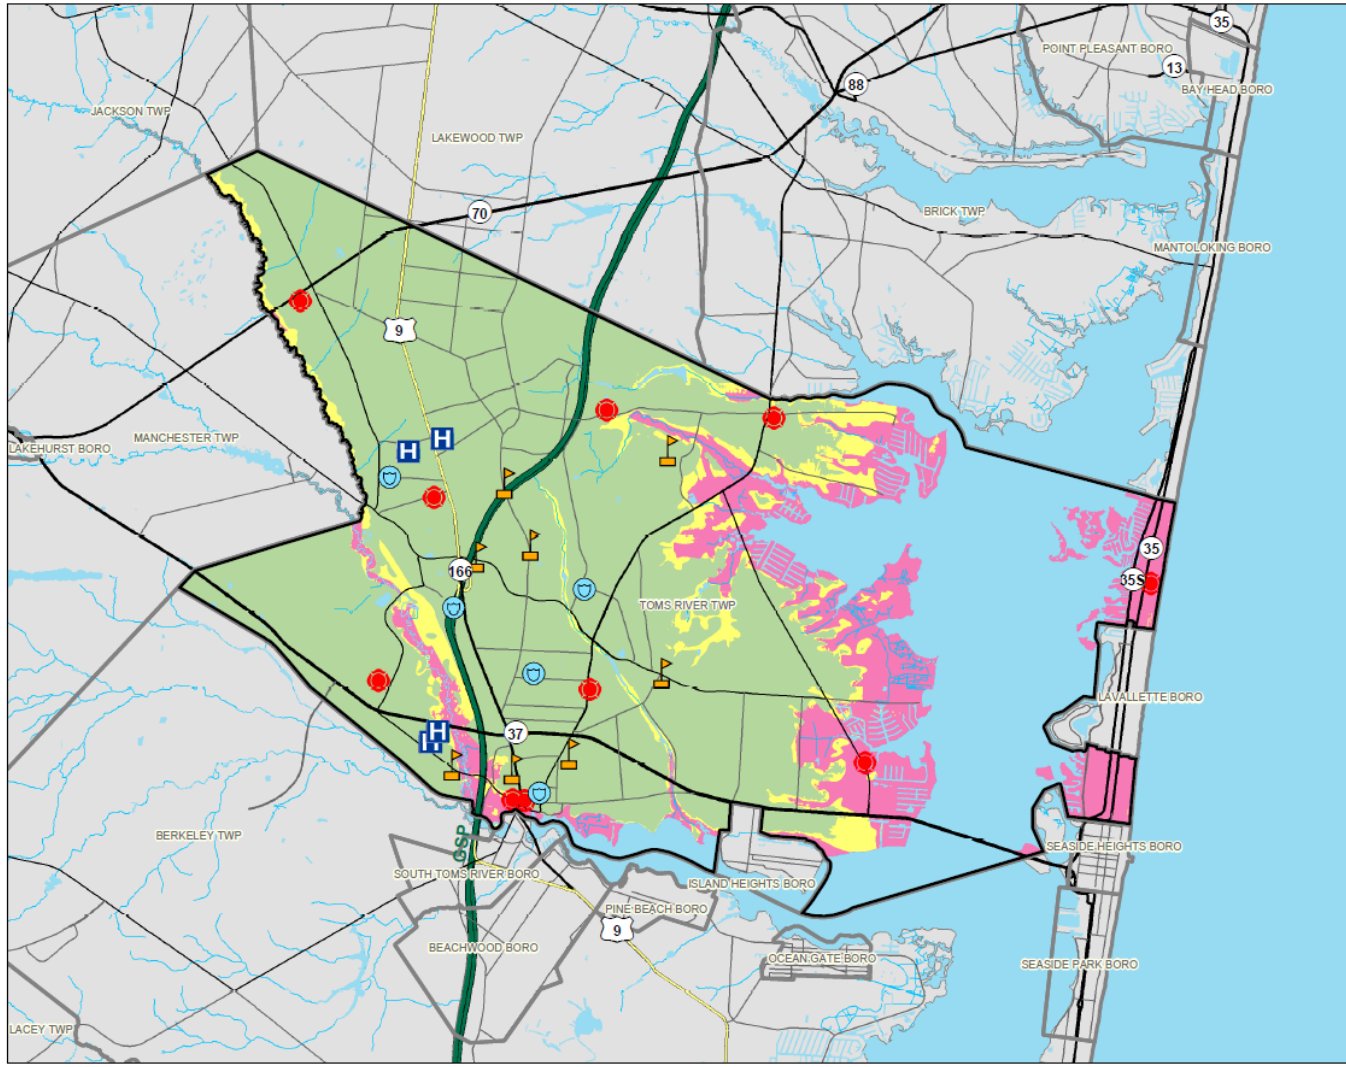 35
POINT PLEASANT BORO
13
88
BAY HEAD BORO
JACKSON TWP
LAKEWOOD TWP
70
BRICK TWP
MANTOLOKING BORO
9
MANCHESTER TWP
LAKEHURST BORO
H
H
35
166
35S
TOMS RIVER TWP
LAVALLETTE BORO
37
H
H
BERKELEY TWP
GSP
SEASIDE HEIGHTS BORO
SOUTH TOMS RIVER BORO
ISLAND HEIGHTS BORO
PINE BEACH BORO
9
BEACHWOOD BORO
OCEAN GATE BORO
SEASIDE PARK BORO
LACEY TWP